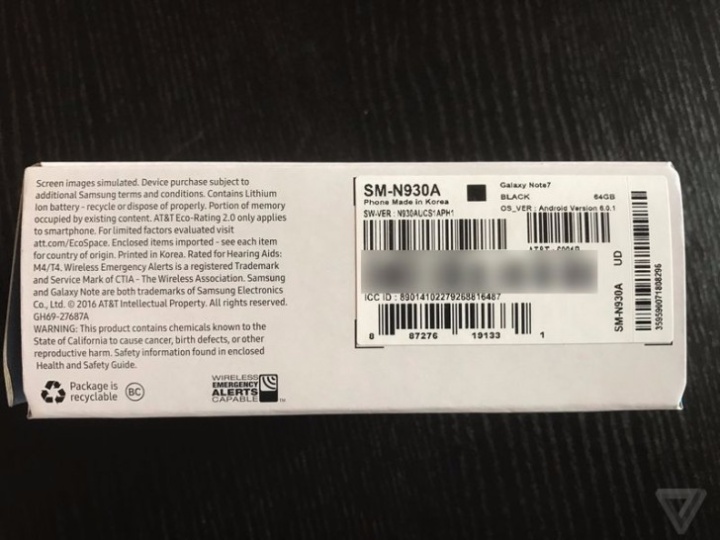 Screen images simulated. Device purchase subject to
additional Samsung terms and conditions. Contains Lithium
Ion battery - recycle or dispose of properly. Portion of memory
occupied by existing content. AT&T Eco-Rating 2.0 only applies
to smartphone. For limited factors evaluated visit
att.com/EcoSpace. Enclosed items imported - see each item
for country of origin. Printed in Korea. Rated for Hearing Aids:
M4/T4. Wireless Emergency Alerts is a registered Trademark
and Service Mark of CTIA - The Wireless Association. Samsung
and Galaxy Note are both trademarks of Samsung Electronics
Co., Ltd. © 2016 AT&T Intellectual Property. All rights reserved.
GH69-27687A
WARNING: This product contains chemicals known to the
State of California to cause cancer, birth defects, or other
reproductive harm. Safety information found in enclosed
Health and Safety Guide.
Package is
recyclable
BC
WIRELESS
EMERGENCY
ALERTS
CAPABLE
TM
SM-N930A
Phone Made in Korea
SW-VER : N930AUCS1APH1
Galaxy Note7
BLACK 64GB
OS_VER : Android Version 6.0.1
ICC ID : 89014102279268816487
8 87276 19133 1
SM-N930A UD
359596071808296